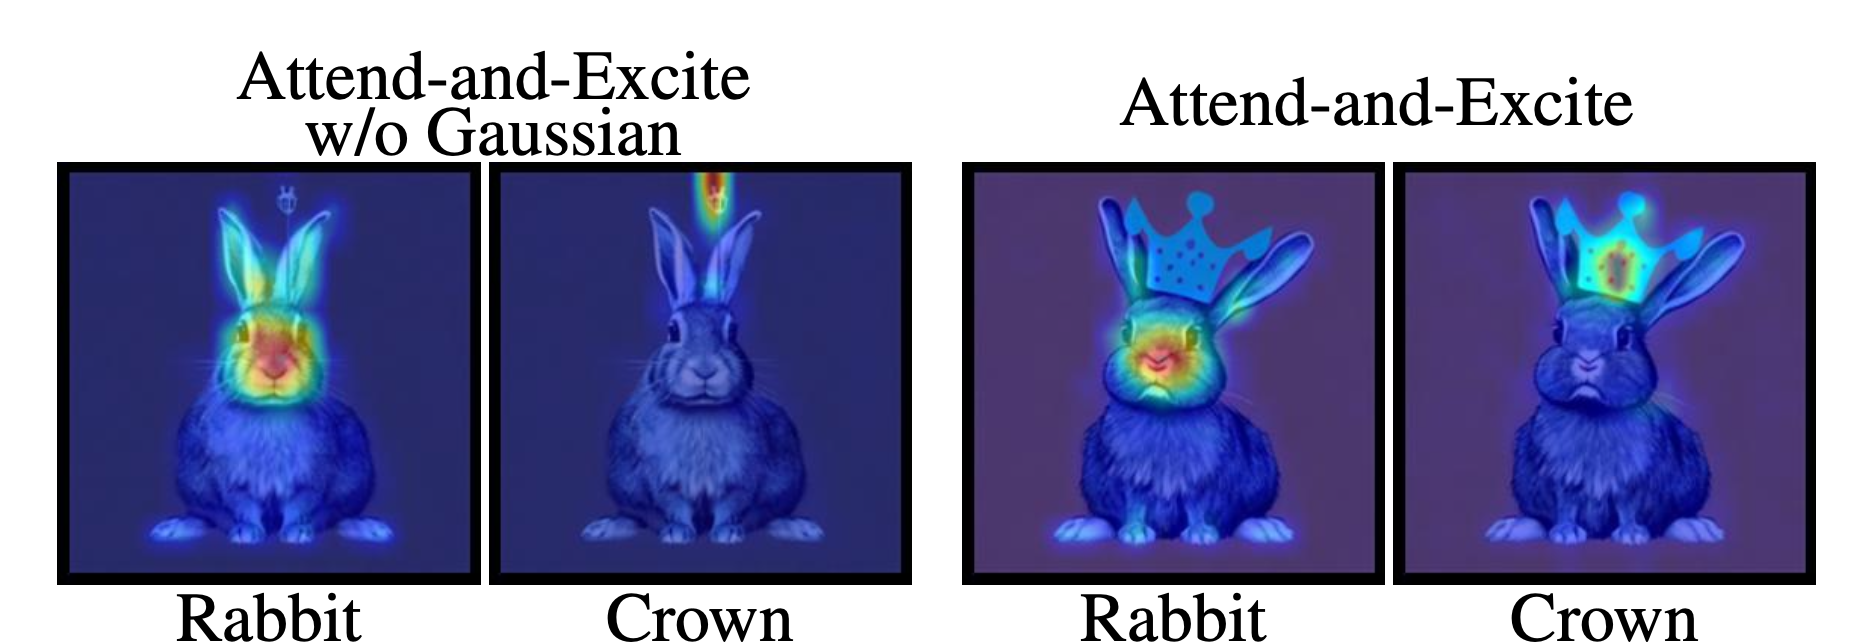 Attend-and-Excite
w/o Gaussian
Attend-and-Excite
Rabbit
Crown
Rabbit
Crown